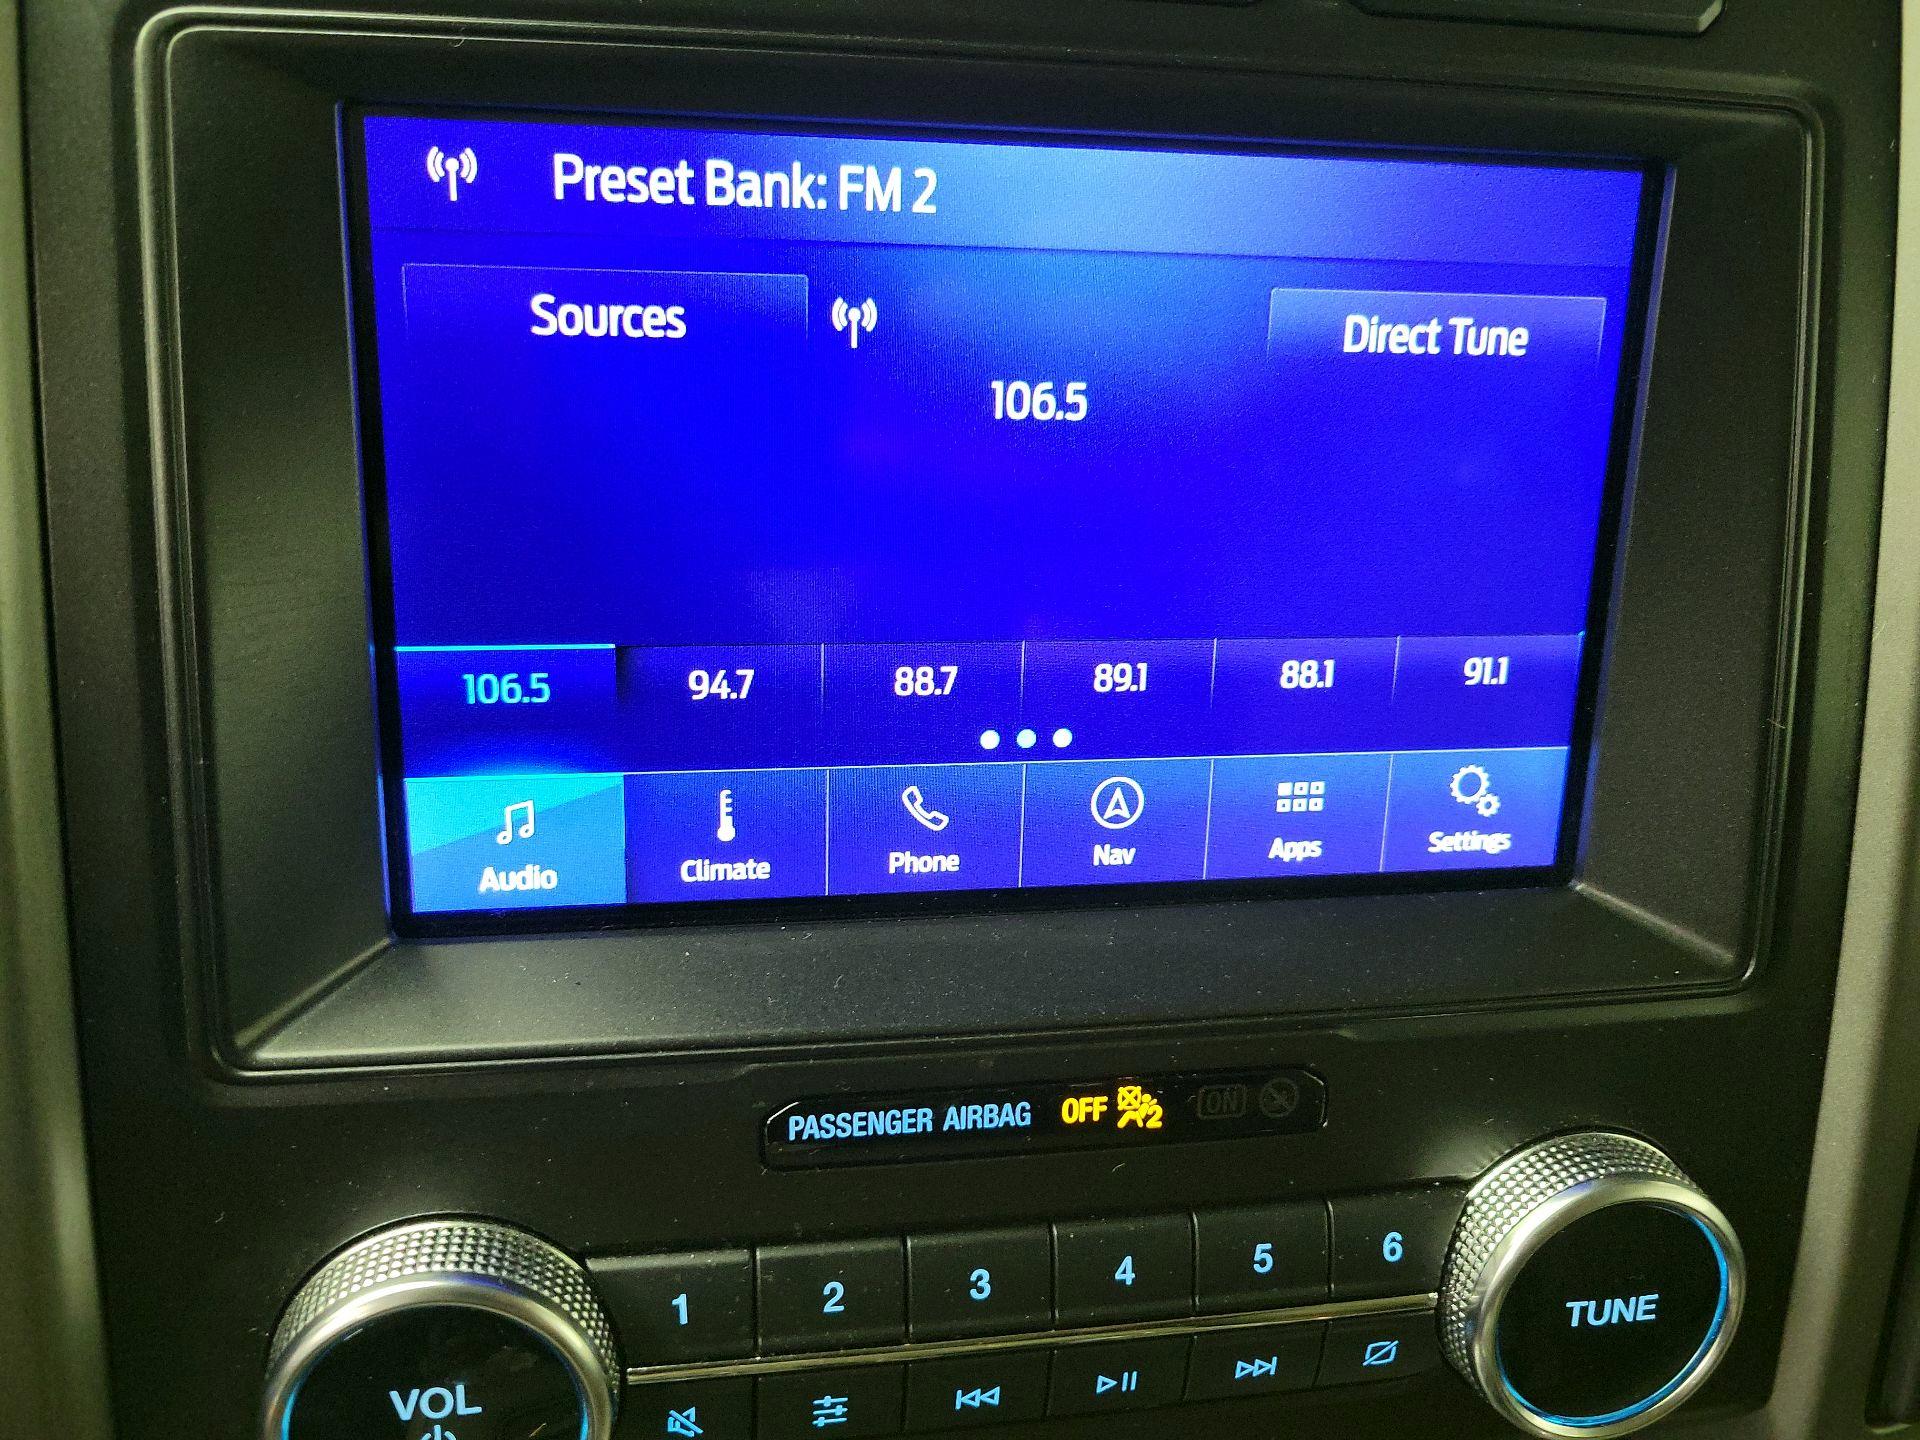 Preset Bank: FM 2
Sources
Direct Tune
106.5
106.5 94.7 88.7 89.1 88.1 91.1
Audio Climate Phone Nav Apps Settings
PASSENGER AIRBAG OFF 2 ON
1 2 3 4 5 6
VOL
TUNE